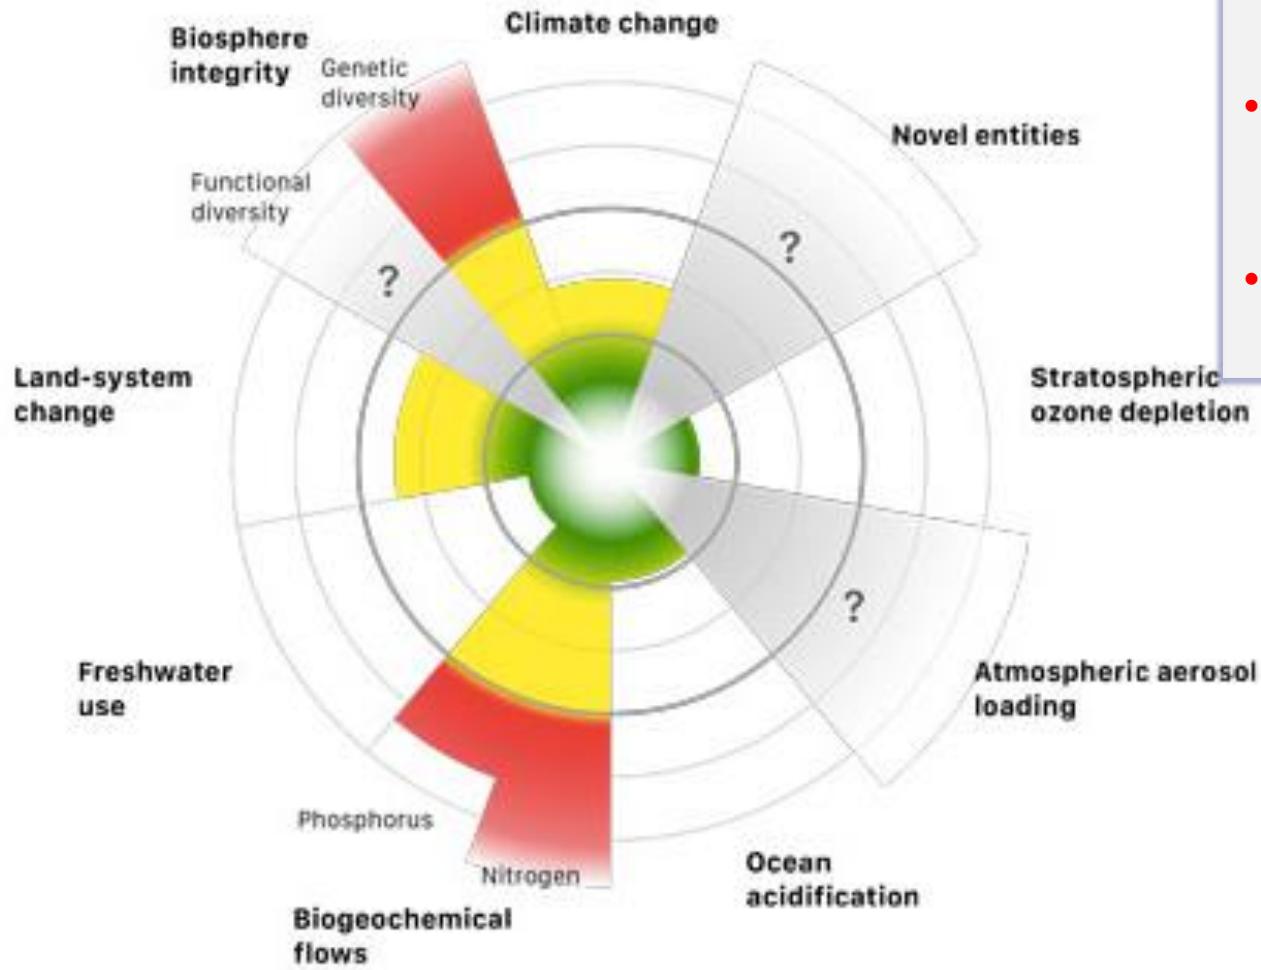 Climate change
Biosphere
integrity
Genetic
diversity
Novel entities
Functional
diversity
?
?
Land-system
change
Stratospheric
ozone depletion
?
Freshwater
use
Atmospheric aerosol
loading
Phosphorus
Nitrogen
Ocean
acidification
Biogeochemical
flows